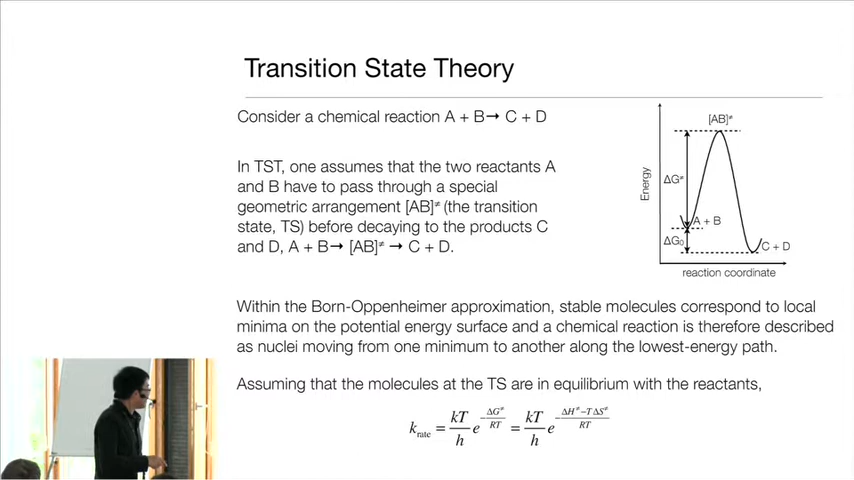 Transition State Theory
Consider a chemical reaction A + B→ C + D
In TST, one assumes that the two reactants A
and B have to pass through a special
geometric arrangement [AB]≠ (the transition
state, TS) before decaying to the products C
and D, A + B→ [AB]≠ → C + D.
[AB]≠
Energy
ΔG≠
A + B
ΔG₀
C + D
reaction coordinate
Within the Born-Oppenheimer approximation, stable molecules correspond to local
minima on the potential energy surface and a chemical reaction is therefore described
as nuclei moving from one minimum to another along the lowest-energy path.
Assuming that the molecules at the TS are in equilibrium with the reactants,
k_rate = kT/h e^(-ΔG≠/RT) = kT/h e^(-(ΔH≠-TΔS≠)/RT)